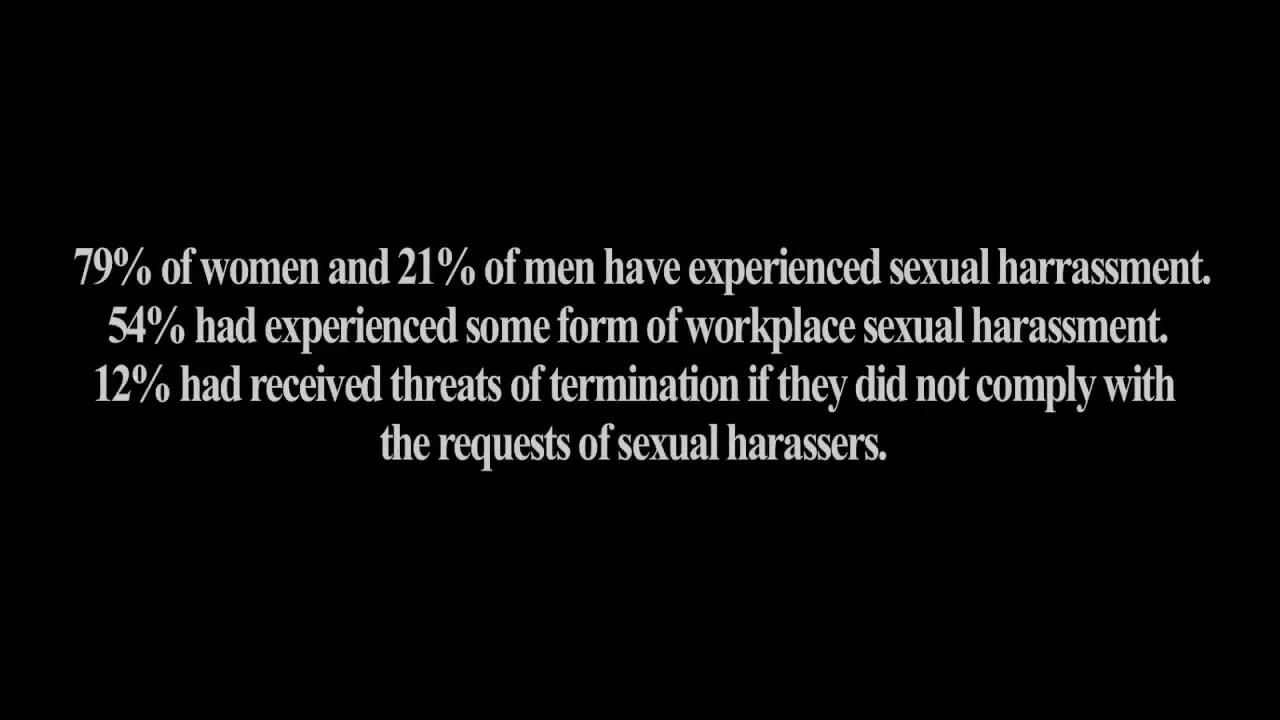 79% of women and 21% of men have experienced sexual harrassment.
54% had experienced some form of workplace sexual harassment.
12% had received threats of termination if they did not comply with
the requests of sexual harassers.